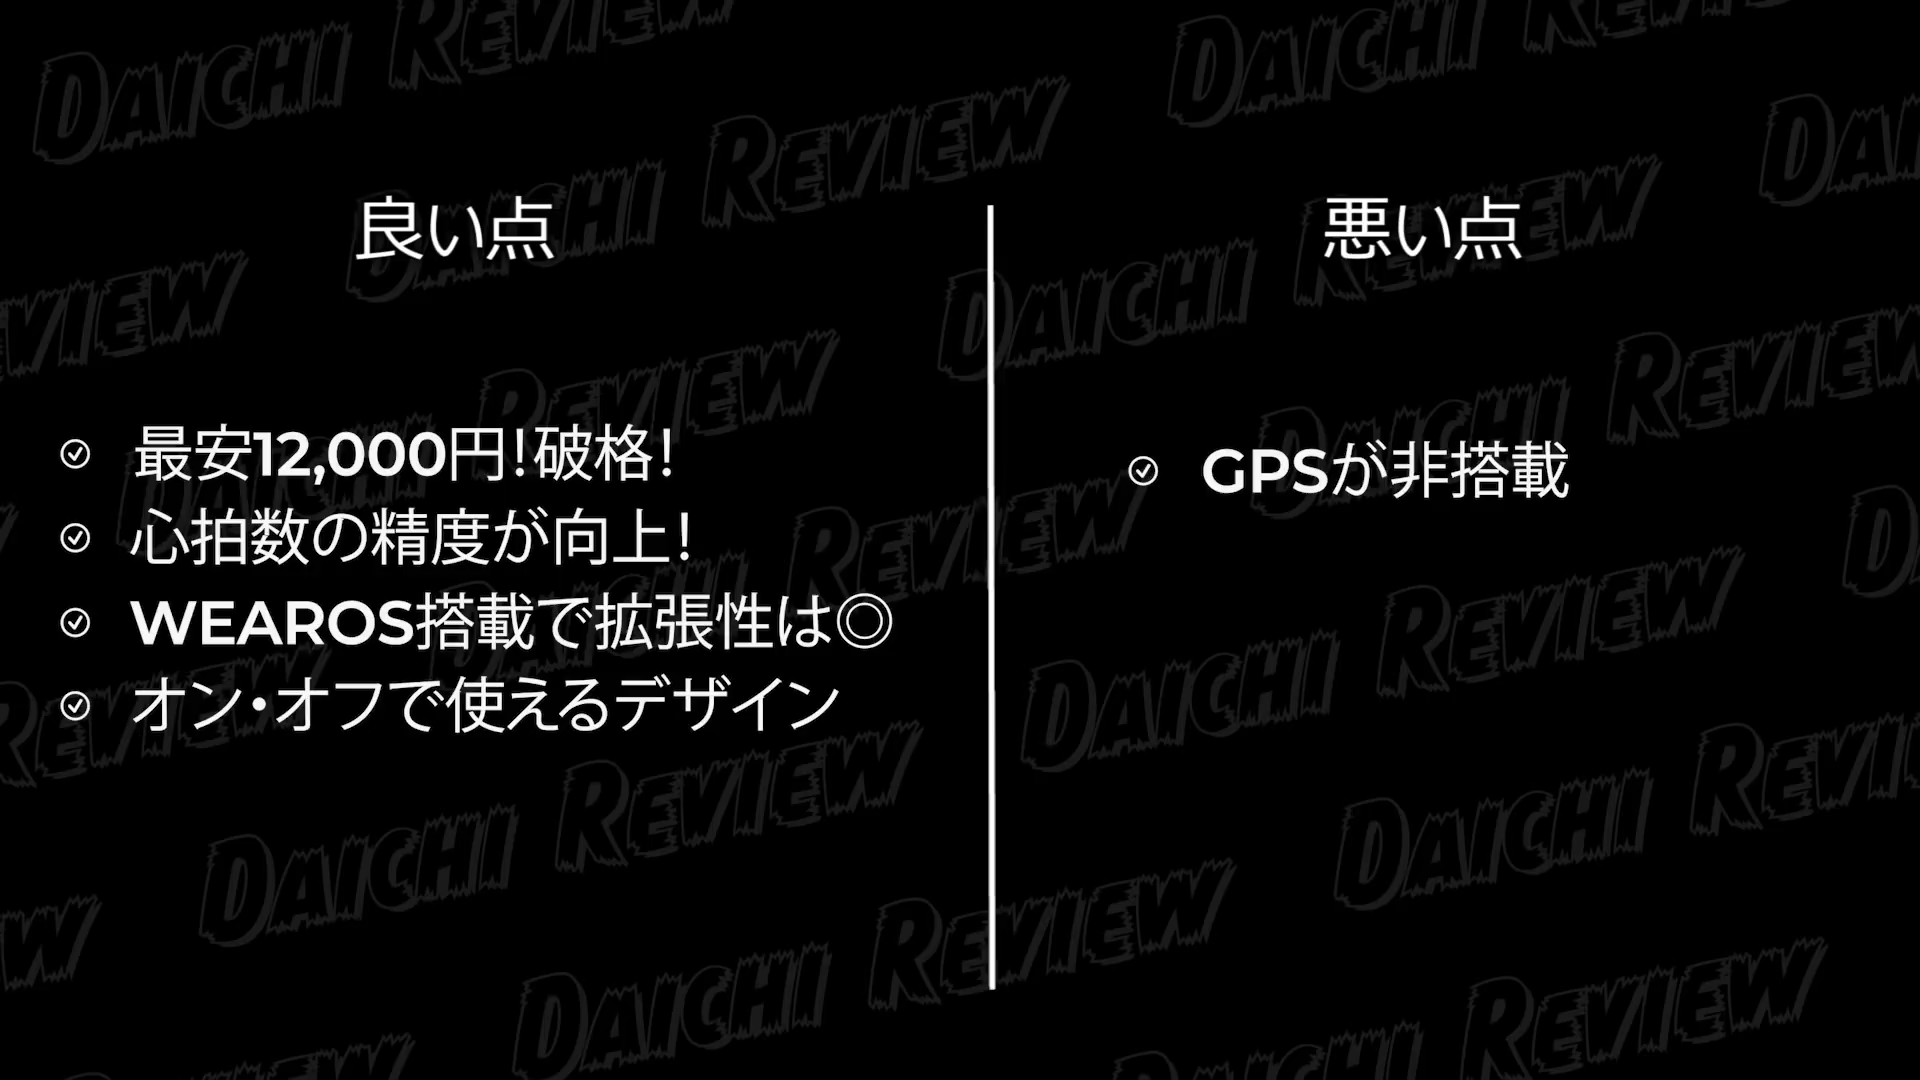 良い点
最安12,000円！破格！
心拍数の精度が向上！
WEAROS搭載で拡張性は◎
オン・オフで使えるデザイン
悪い点
GPSが非搭載
DAICHI REVIEW